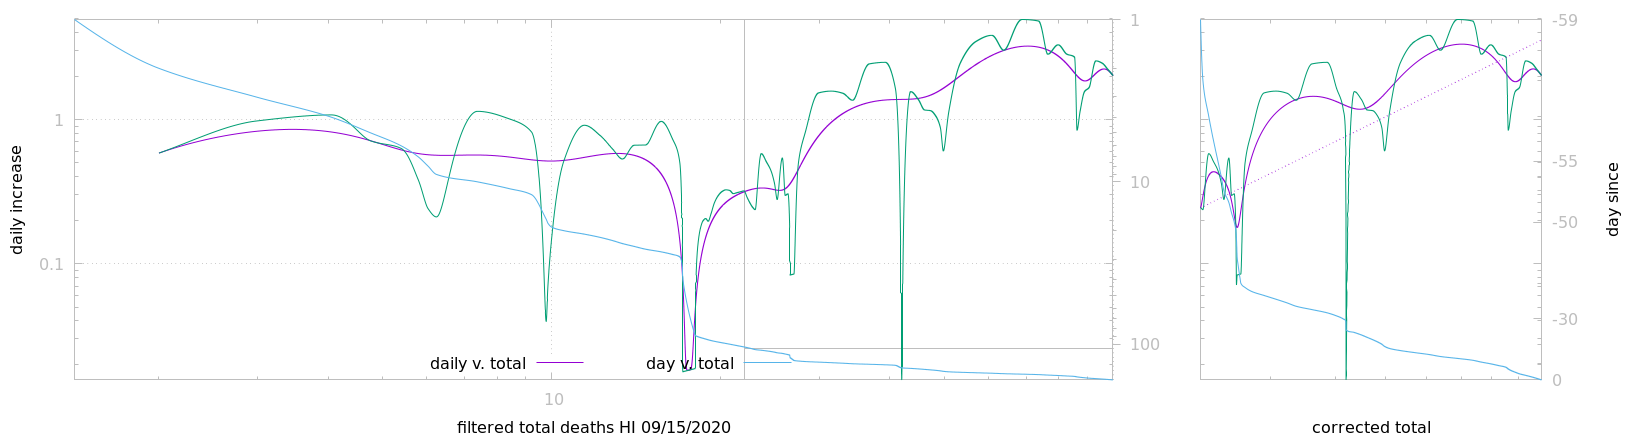 1
-59
daily increase
1
day since
-55
10
-50
0.1
-30
daily v. total
day v. total
100
0
10
filtered total deaths HI 09/15/2020
corrected total